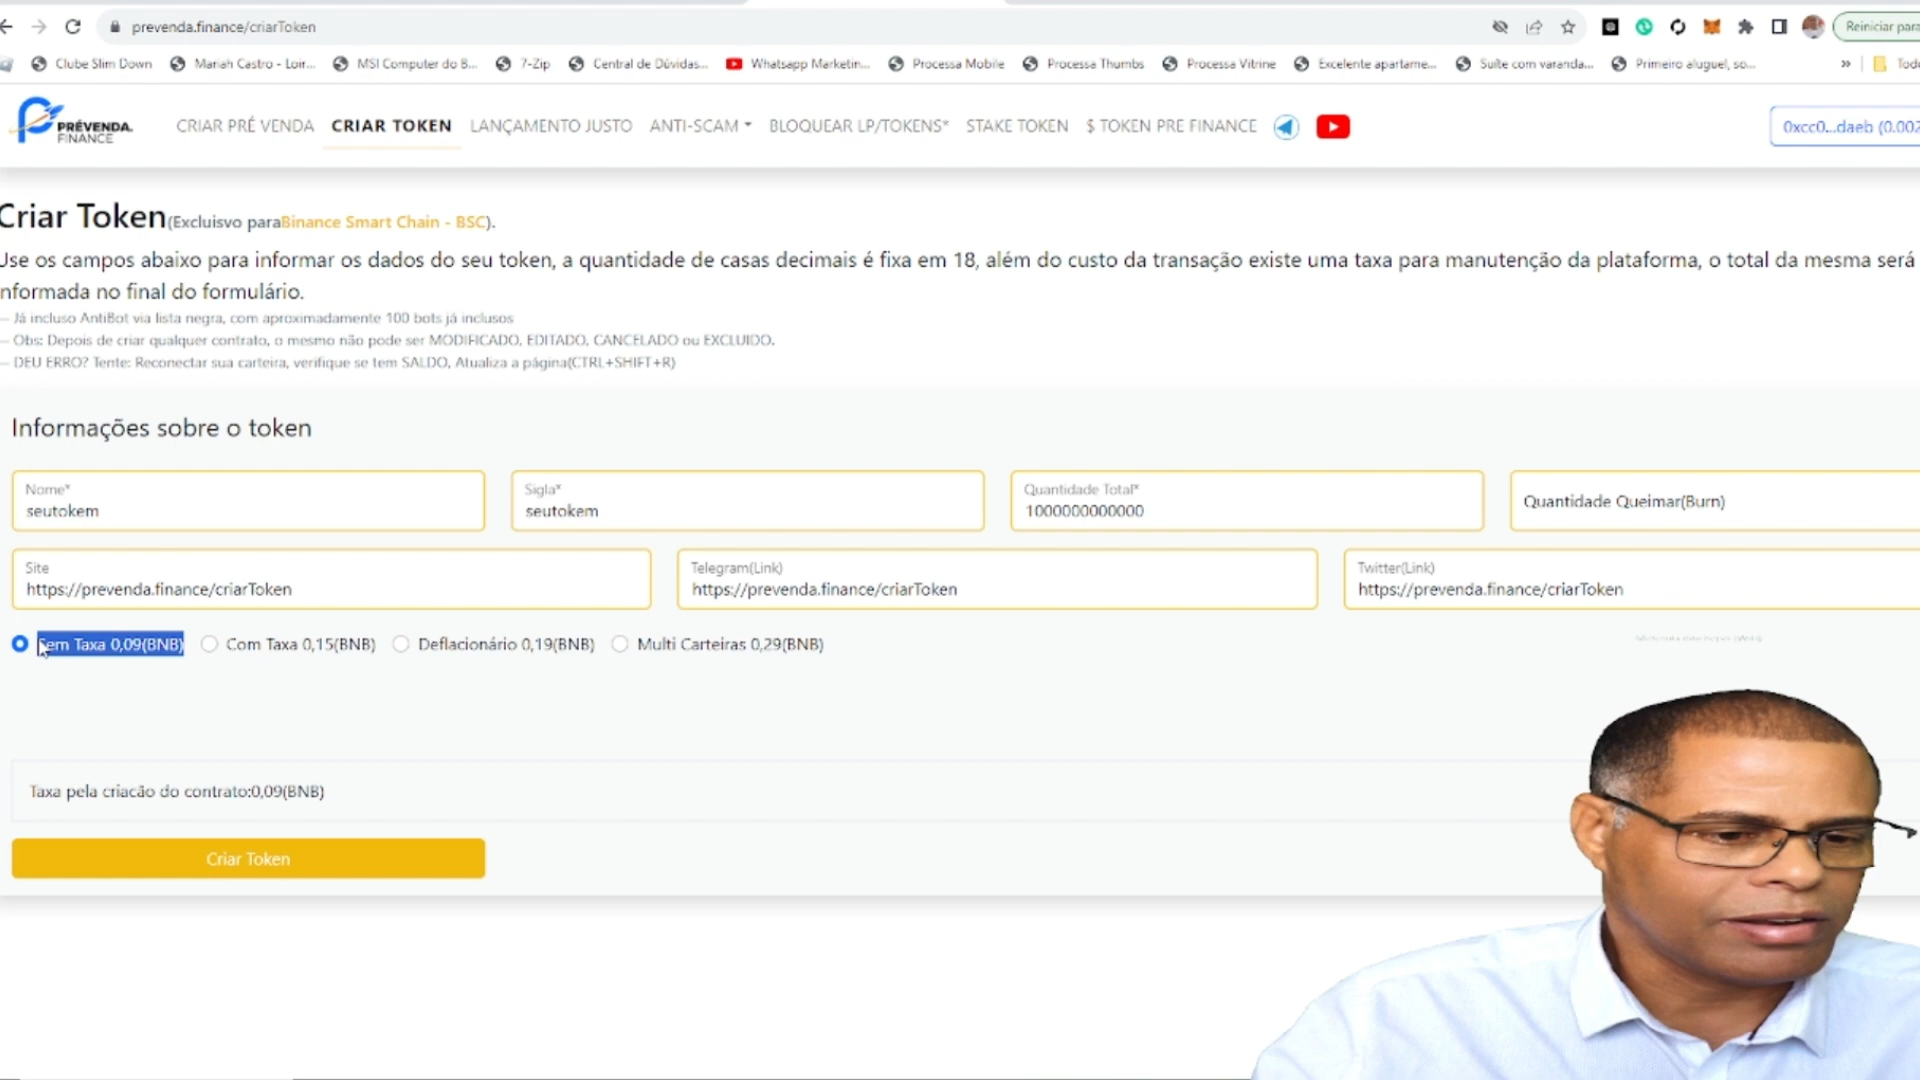 prevenda.finance/criarToken
Reiniciar para
Clube Slim Down
Mariah Castro - Loir...
MSI Computer do B...
7-Zip
Central de Dúvidas...
Whatsapp Marketin...
Processa Mobile
Processa Thumbs
Processa Vitrine
Excelente apartame...
Suíte com varanda...
Primeiro aluguel, so...
»
PRÉVENDA.
FINANCE
CRIAR PRÉ VENDA
CRIAR TOKEN
LANÇAMENTO JUSTO
ANTI-SCAM
BLOQUEAR LP/TOKENS*
STAKE TOKEN
$ TOKEN PRE FINANCE
0xcc0...daeb (0.002
Criar Token(Excluisvo paraBinance Smart Chain - BSC).
Use os campos abaixo para informar os dados do seu token, a quantidade de casas decimais é fixa em 18, além do custo da transação existe uma taxa para manutenção da plataforma, o total da mesma será
nformada no final do formulário.
— Já incluso AntiBot via lista negra, com aproximadamente 100 bots já inclusos
— Obs: Depois de criar qualquer contrato, o mesmo não pode ser MODIFICADO, EDITADO, CANCELADO ou EXCLUIDO.
— DEU ERRO? Tente: Reconectar sua carteira, verifique se tem SALDO, Atualiza a página(CTRL+SHIFT+R)
Informações sobre o token
Nome*
seutokem
Sigla*
seutokem
Quantidade Total*
1000000000000
Quantidade Queimar(Burn)
Site
https://prevenda.finance/criarToken
Telegram(Link)
https://prevenda.finance/criarToken
Twitter(Link)
https://prevenda.finance/criarToken
Sem Taxa 0,09(BNB)
Com Taxa 0,15(BNB)
Deflacionário 0,19(BNB)
Multi Carteiras 0,29(BNB)
Taxa pela criacão do contrato:0,09(BNB)
Criar Token